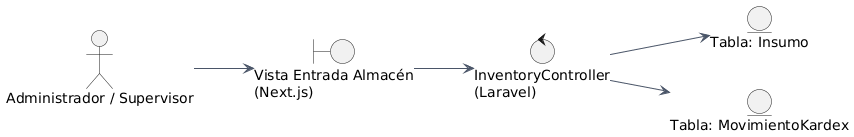 Administrador / Supervisor
Vista Entrada Almacén
(Next.js)
InventoryController
(Laravel)
Tabla: Insumo
Tabla: MovimientoKardex